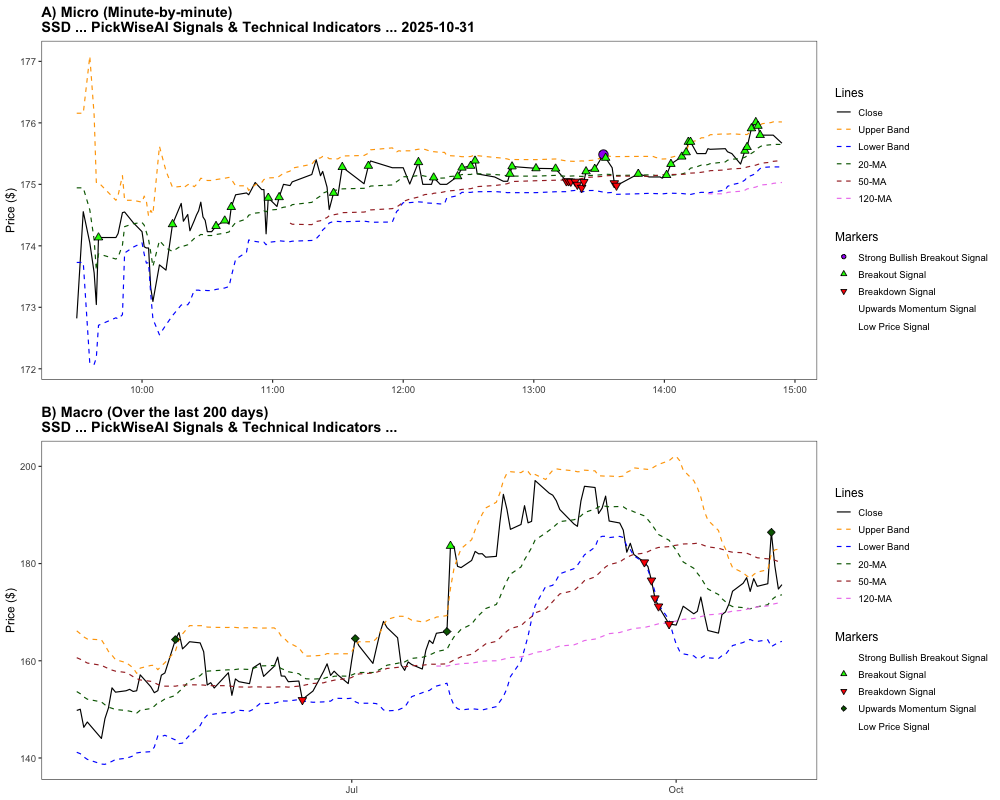 A) Micro (Minute-by-minute)
SSD ... PickWiseAI Signals & Technical Indicators ... 2025-10-31
Price ($)
177
176
175
174
173
172
10:00
11:00
12:00
13:00
14:00
15:00
Lines
Close
Upper Band
Lower Band
20-MA
50-MA
120-MA
Markers
Strong Bullish Breakout Signal
Breakout Signal
Breakdown Signal
Upwards Momentum Signal
Low Price Signal
B) Macro (Over the last 200 days)
SSD ... PickWiseAI Signals & Technical Indicators ...
Price ($)
200
180
160
140
Jul
Oct
Lines
Close
Upper Band
Lower Band
20-MA
50-MA
120-MA
Markers
Strong Bullish Breakout Signal
Breakout Signal
Breakdown Signal
Upwards Momentum Signal
Low Price Signal